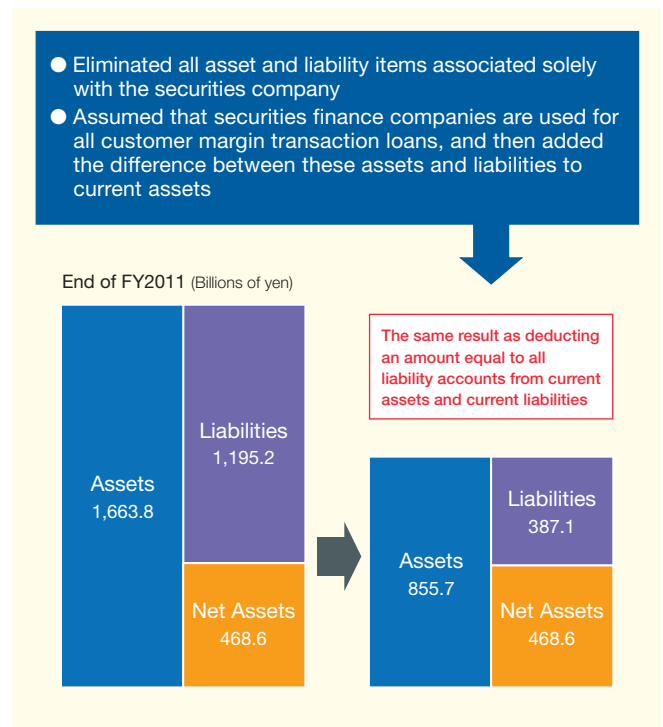 ● Eliminated all asset and liability items associated solely
with the securities company
● Assumed that securities finance companies are used for
all customer margin transaction loans, and then added
the difference between these assets and liabilities to
current assets
End of FY2011 (Billions of yen)
The same result as deducting
an amount equal to all
liability accounts from current
assets and current liabilities
Assets
1,663.8
Liabilities
1,195.2
Net Assets
468.6
Assets
855.7
Liabilities
387.1
Net Assets
468.6